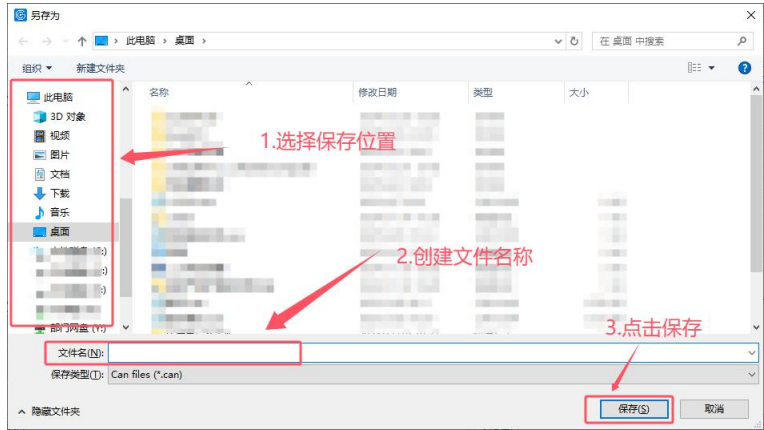 另存为
此电脑 › 桌面 ›
在 桌面 中搜索
组织
新建文件夹
名称 修改日期 类型 大小
此电脑
3D 对象
视频
图片
文档
下载
音乐
桌面
部门网盘 (Y:)
1.选择保存位置
2.创建文件名称
3.点击保存
文件名(N):
保存类型(T): Can files (*.can)
隐藏文件夹
保存(S) 取消